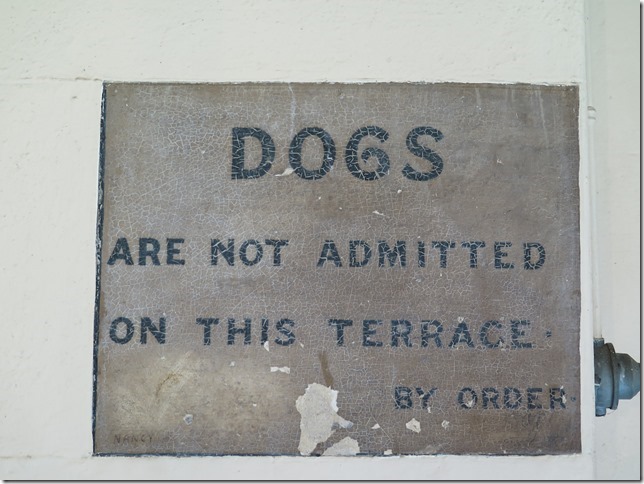 DOGS
ARE NOT ADMITTED
ON THIS TERRACE.
BY ORDER.